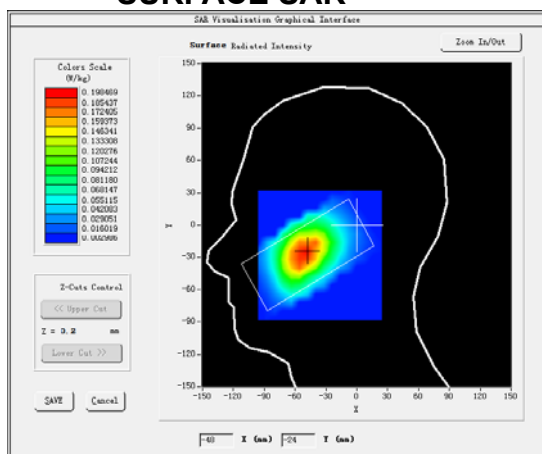 SURFACE SAR
SAR Visualisation Graphical Interface
Surface Radiated Intensity
Zoom In/Out
Colors Scale
(W/kg)
0.198469
0.185437
0.172405
0.159373
0.146341
0.133308
0.120276
0.107244
0.094212
0.081180
0.068147
0.055115
0.042083
0.029051
0.016019
0.002986
Z-Cuts Control
<< Upper Cut
Z = 3.2 mm
Lower Cut >>
SAVE Cancel
150
120
90
60
30
0
-30
-60
-90
-120
-150
Y
-150 -120 -90 -60 -30 0 30 60 90 120 150
X
-48 X (mm) -24 Y (mm)